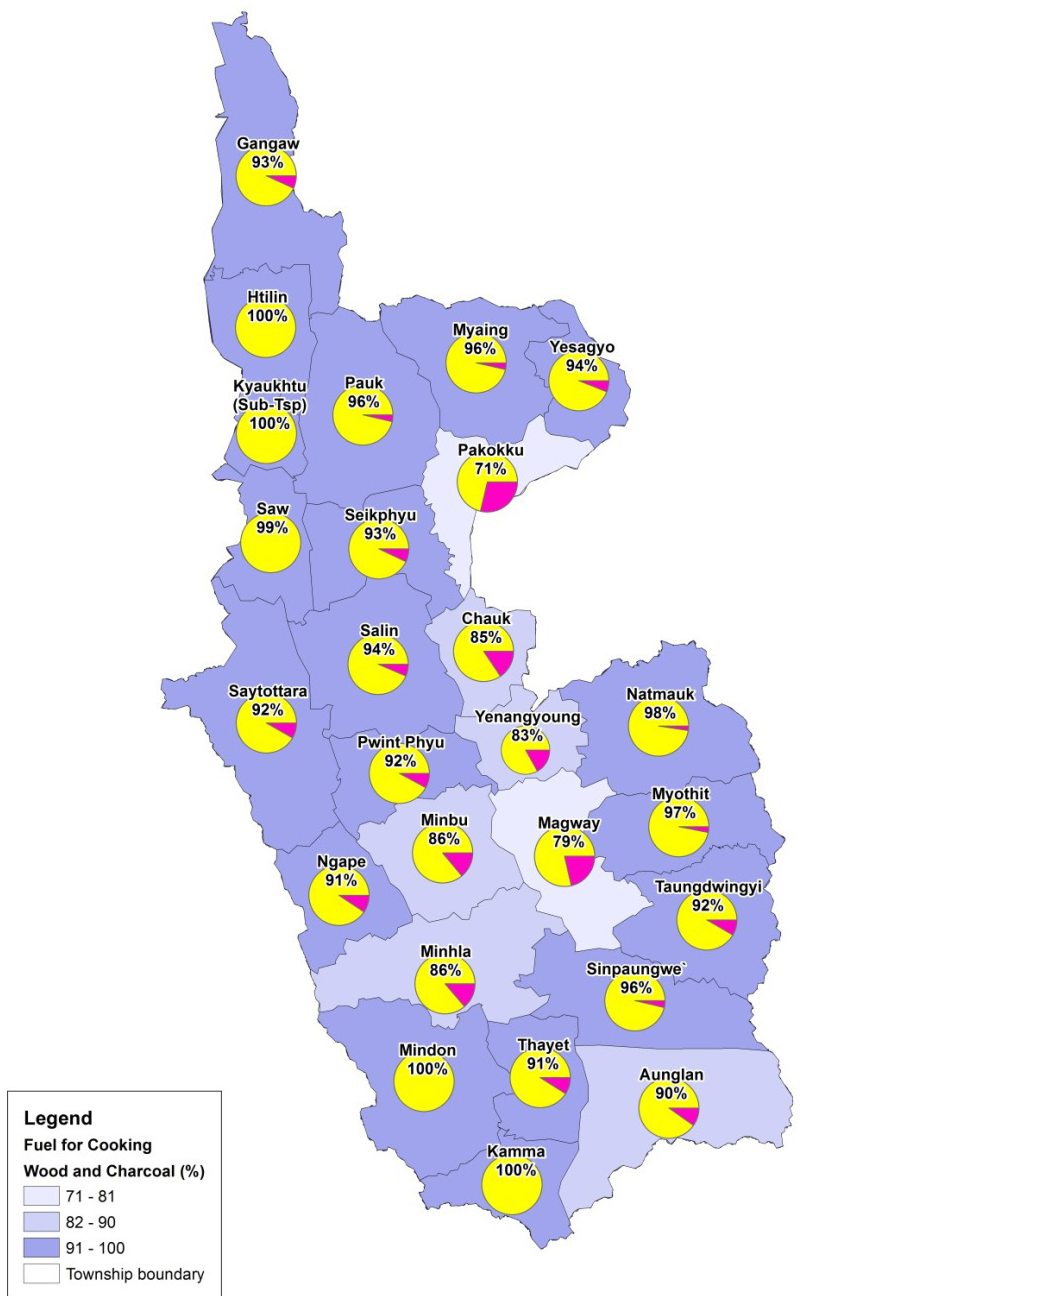 Gangaw
93%
Htilin
100%
Myaing
96%
Yesagyo
94%
Kyaukhtu
(Sub-Tsp)
100%
Pauk
96%
Pakokku
71%
Saw
99%
Seikphyu
93%
Chauk
85%
Salin
94%
Saytottara
92%
Natmauk
98%
Yenangyoung
83%
Pwint Phyu
92%
Myothit
97%
Minbu
86%
Magway
79%
Ngape
91%
Taungdwingyi
92%
Minhla
86%
Sinpaungwe`
96%
Mindon
100%
Thayet
91%
Aunglan
90%
Kamma
100%
Legend
Fuel for Cooking
Wood and Charcoal (%)
71 - 81
82 - 90
91 - 100
Township boundary